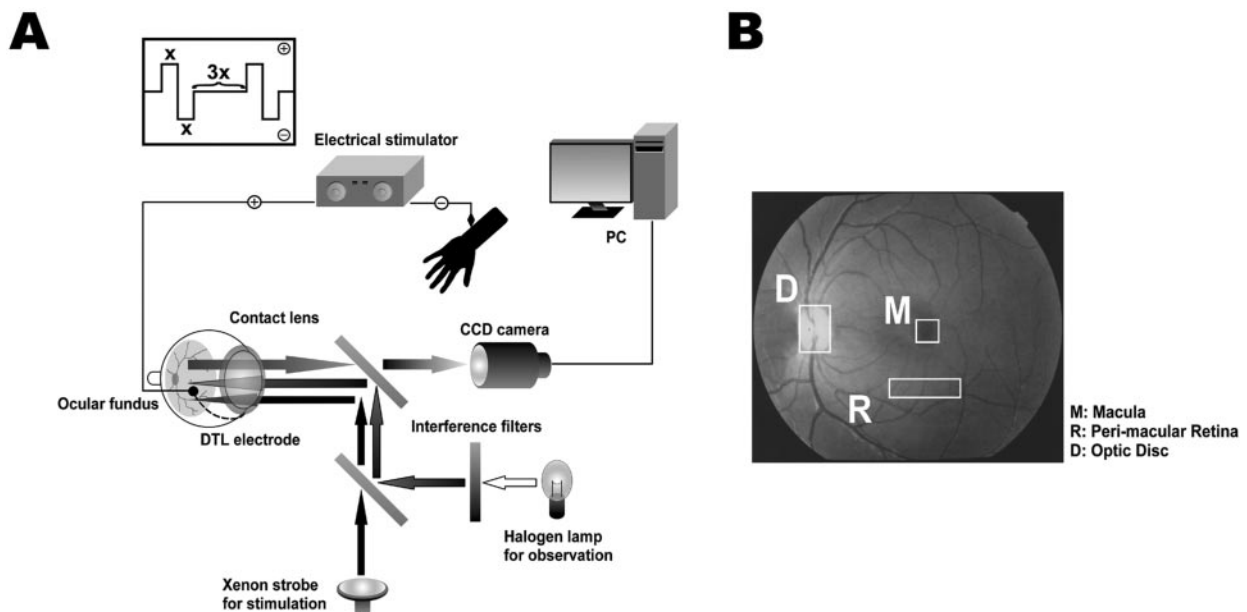 A
B
x
3x
x
+
−
Electrical stimulator
+
−
PC
Contact lens
CCD camera
Ocular fundus
DTL electrode
Interference filters
Halogen lamp
for observation
Xenon strobe
for stimulation
D
M
R
M: Macula
R: Peri-macular Retina
D: Optic Disc